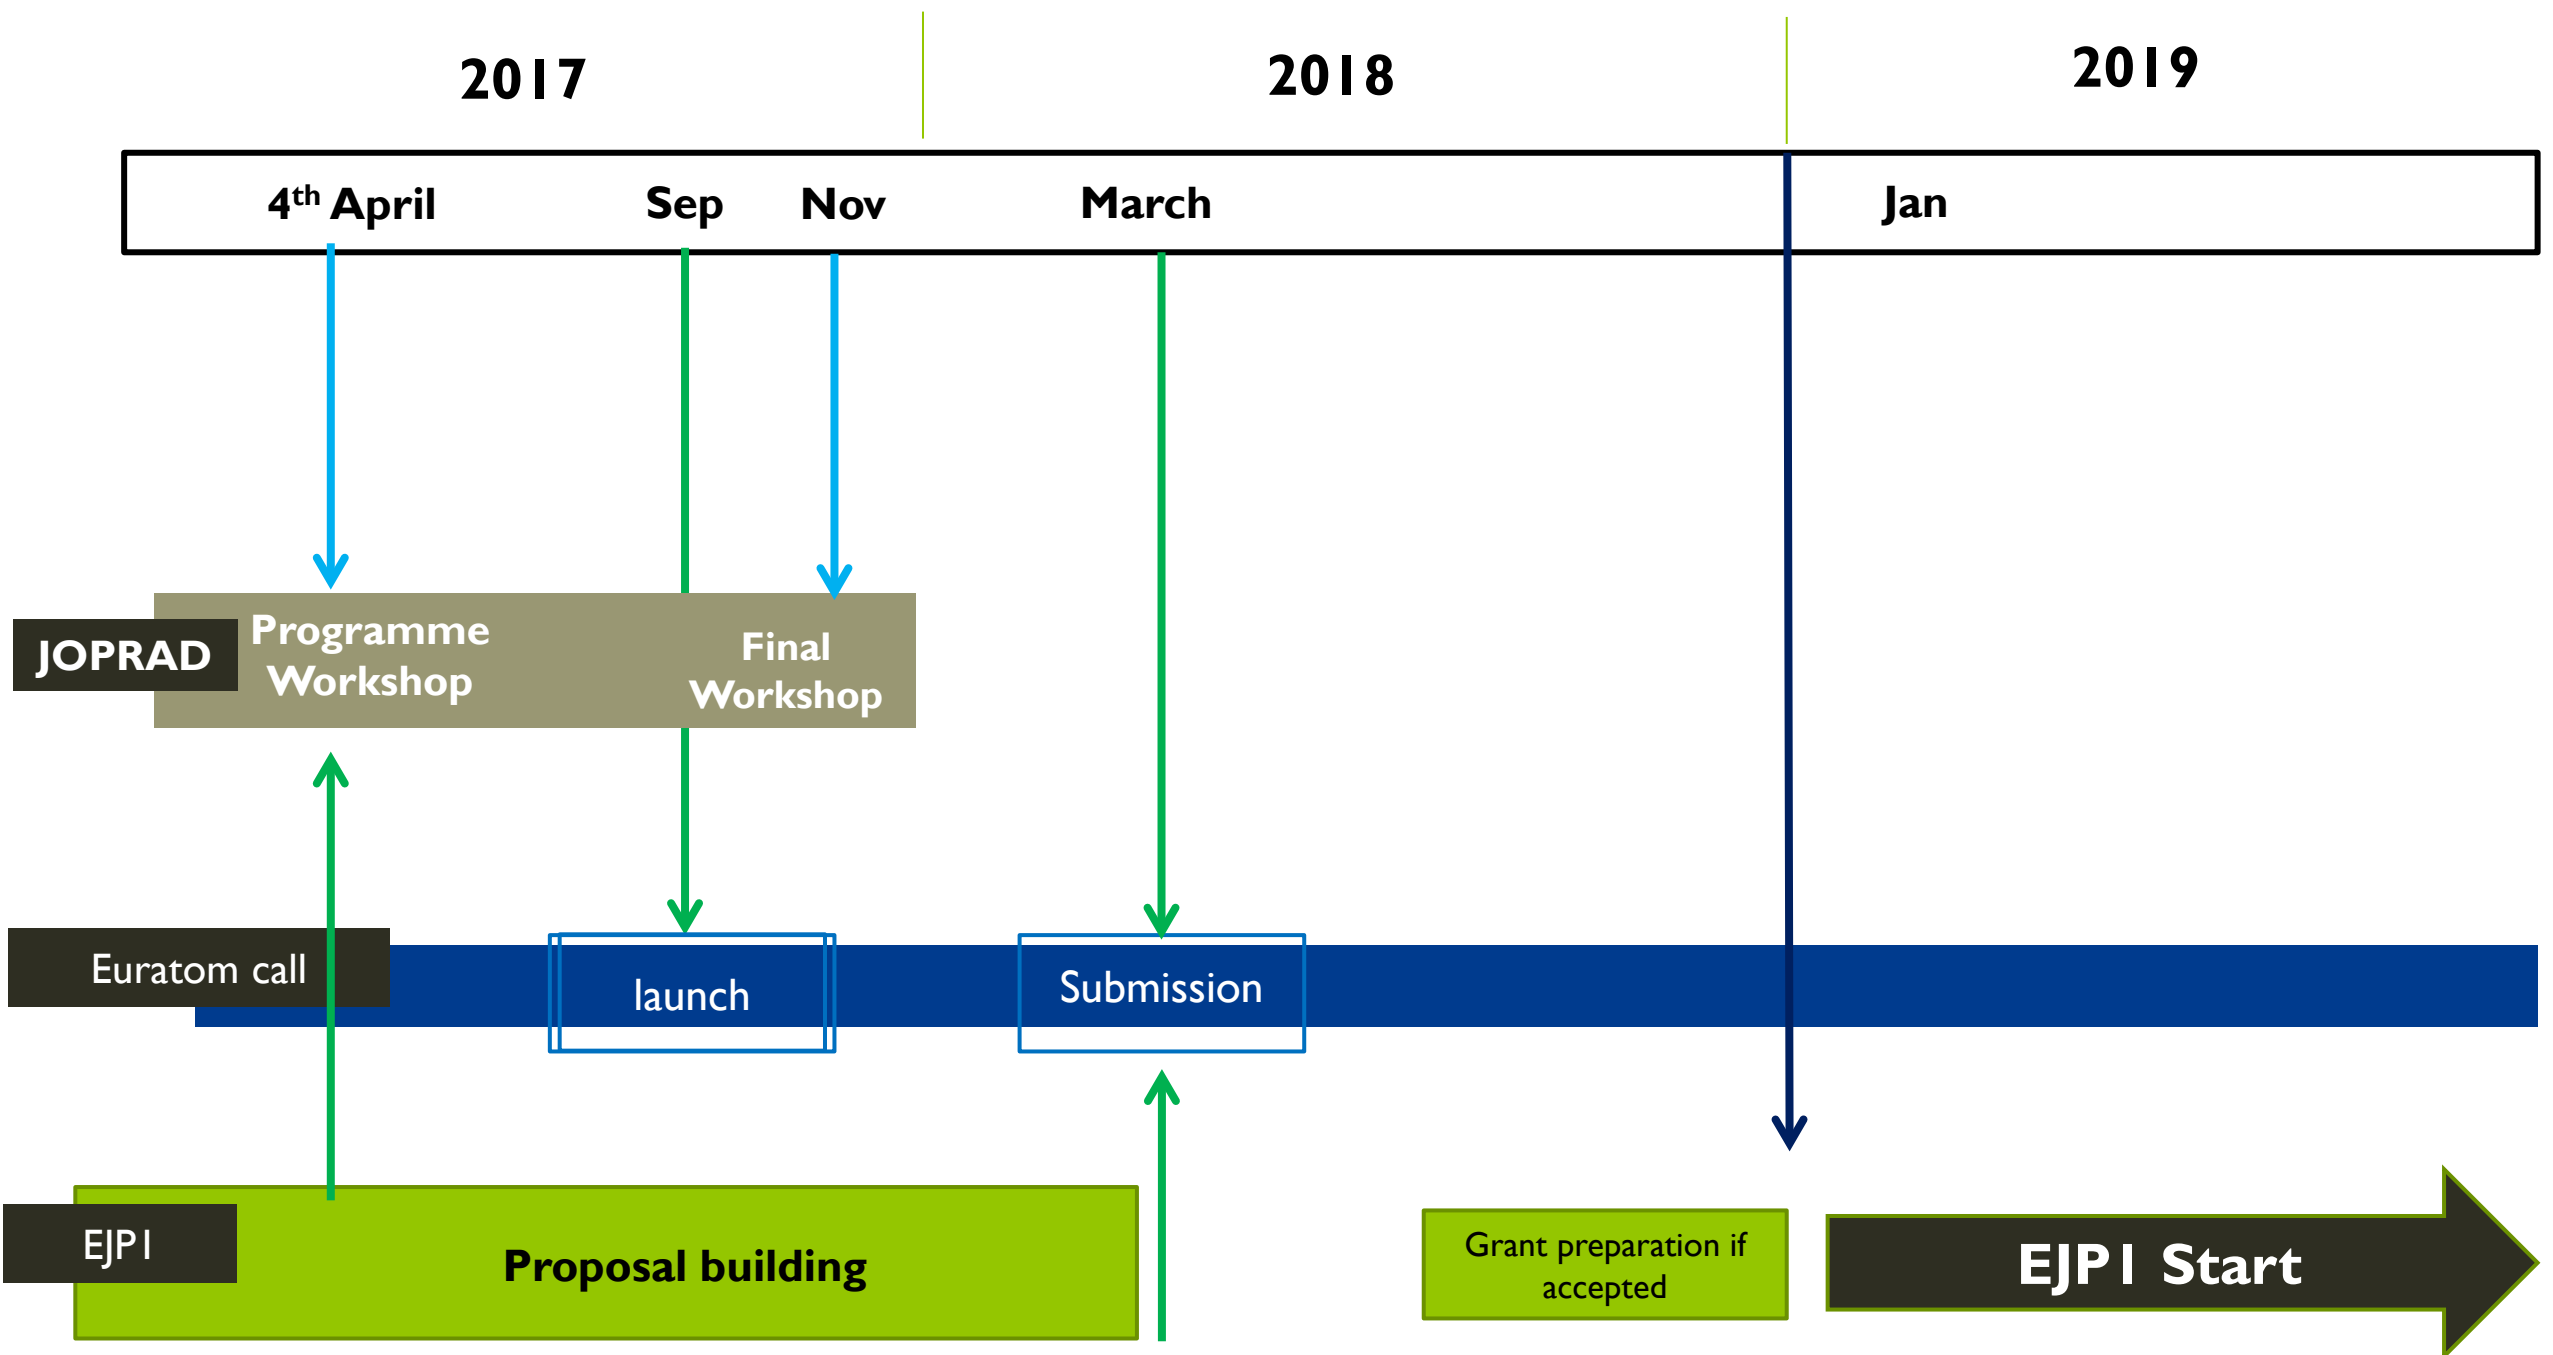 2017
2018
2019
4th April
Sep
Nov
March
Jan
JOPRAD
Programme
Workshop
Final
Workshop
Euratom call
launch
Submission
EJP1
Proposal building
Grant preparation if
accepted
EJP1 Start